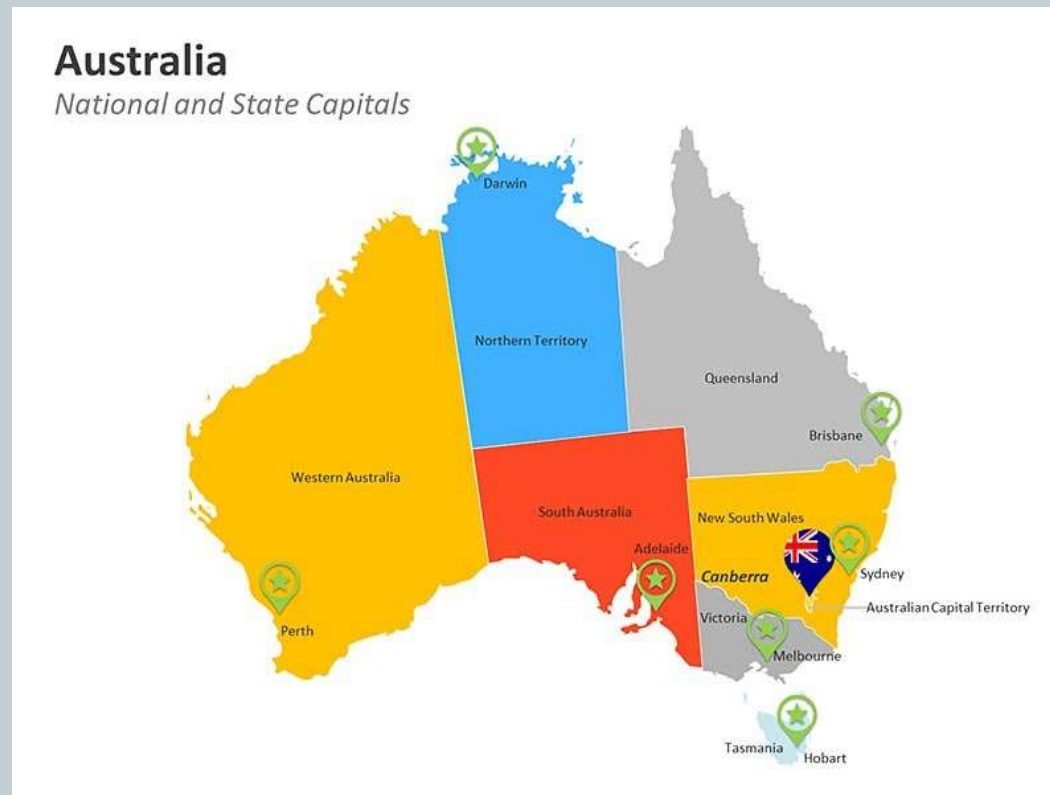 Australia
National and State Capitals
Darwin
Northern Territory
Queensland
Brisbane
Western Australia
South Australia
New South Wales
Adelaide
Canberra
Sydney
Australian Capital Territory
Victoria
Perth
Melbourne
Tasmania
Hobart